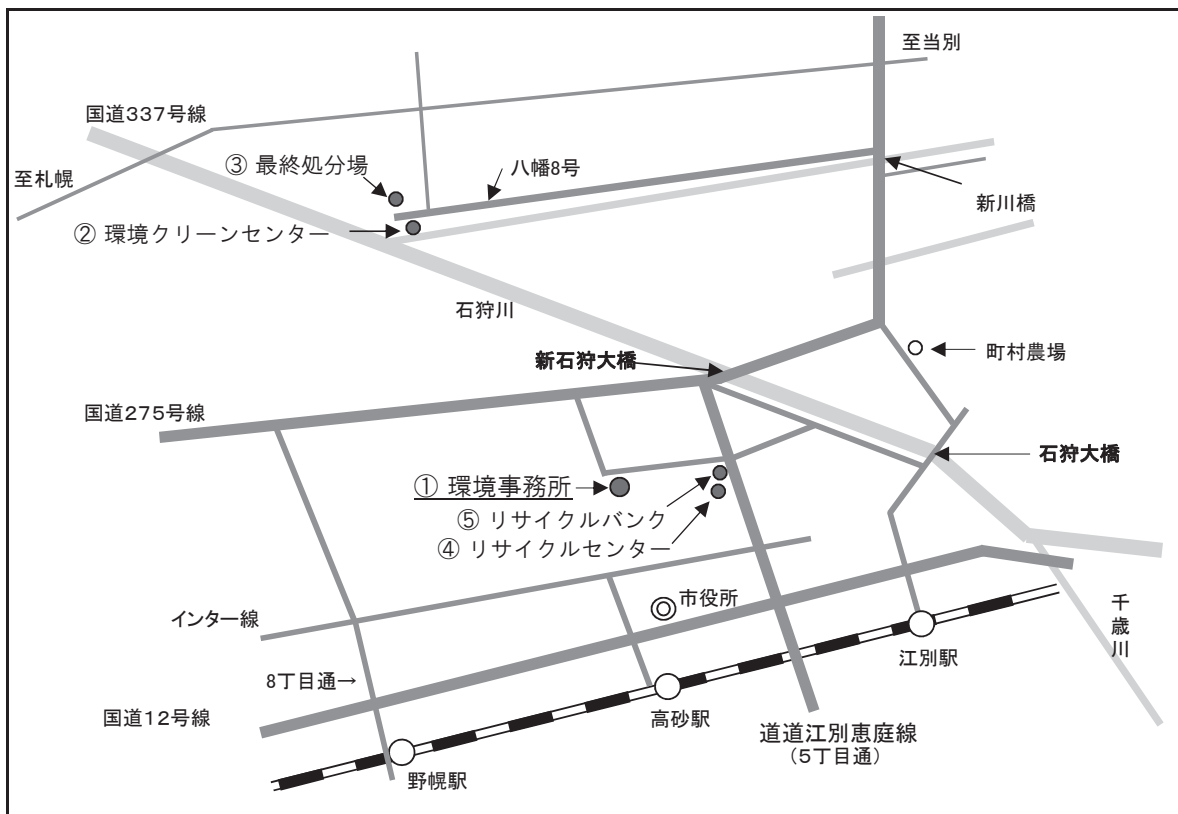 至当別
国道337号線
③ 最終処分場
八幡8号
至札幌
新川橋
② 環境クリーンセンター
石狩川
新石狩大橋
町村農場
国道275号線
石狩大橋
① 環境事務所
⑤ リサイクルバンク
④ リサイクルセンター
市役所
インター線
千歳川
江別駅
8丁目通→
国道12号線
高砂駅
道道江別恵庭線
(5丁目通)
野幌駅